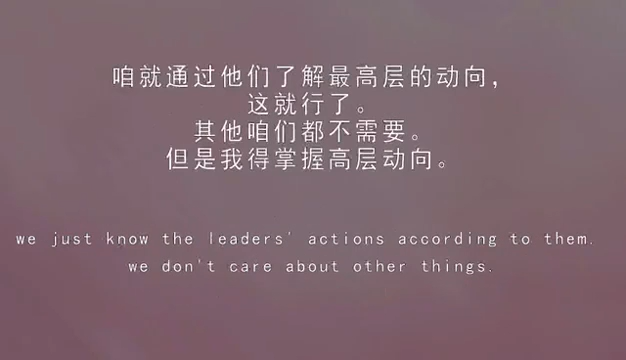 咱就通过他们了解最高层的动向，
这就行了。
其他咱们都不需要。
但是我得掌握高层动向。
we just know the leaders' actions according to them.
we don't care about other things.